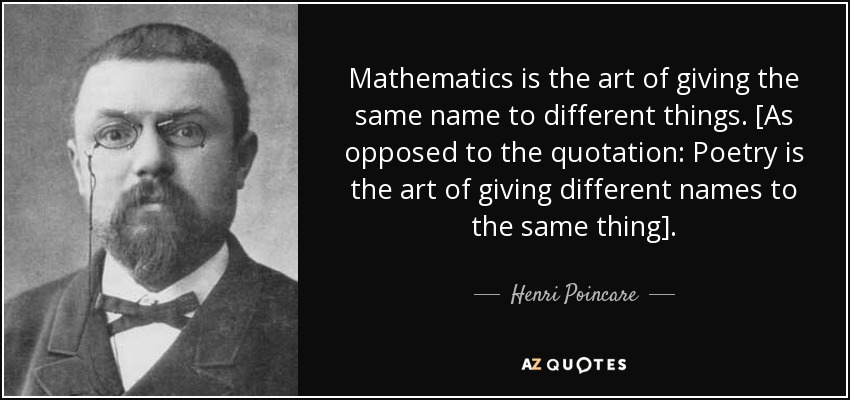 Mathematics is the art of giving the
same name to different things. [As
opposed to the quotation: Poetry is
the art of giving different names to
the same thing].
Henri Poincare
AZ QUOTES